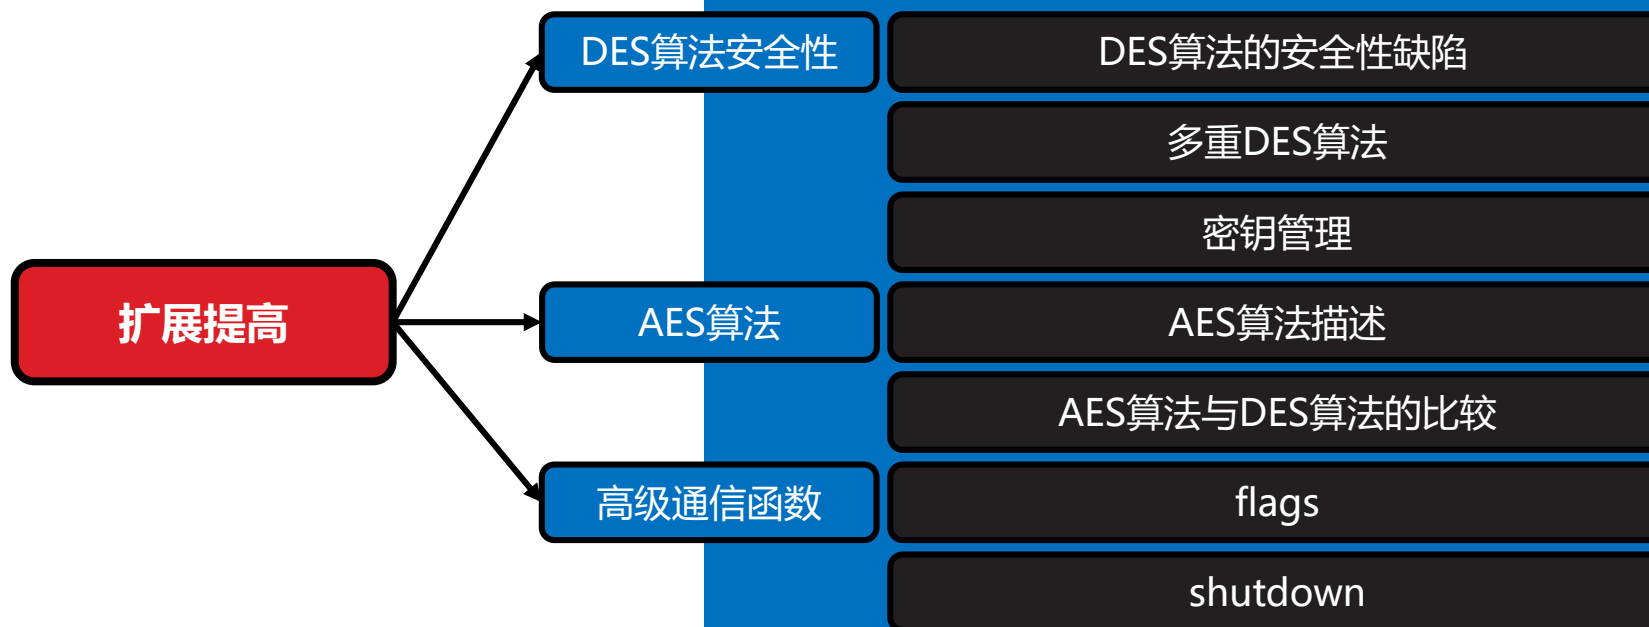 扩展提高
DES算法安全性
DES算法的安全性缺陷
多重DES算法
密钥管理
AES算法
AES算法描述
AES算法与DES算法的比较
高级通信函数
flags
shutdown